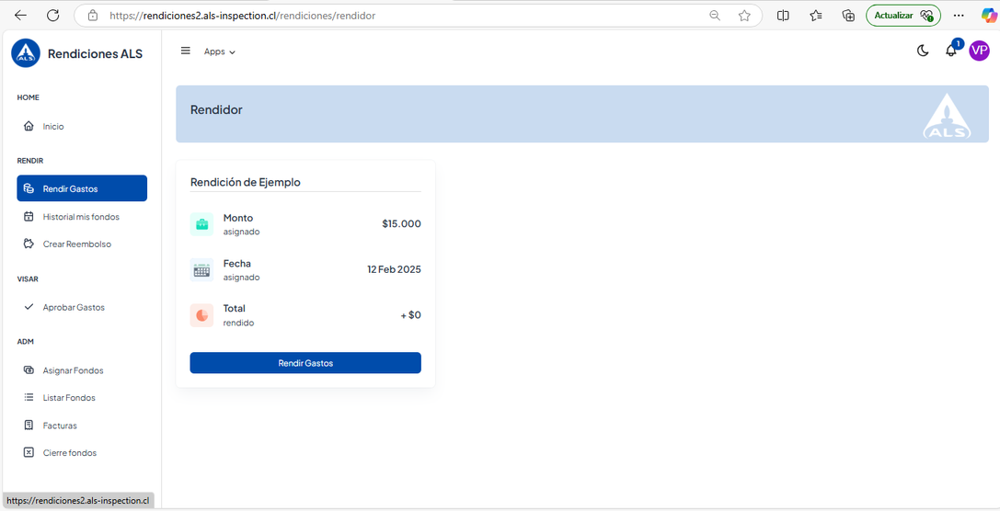 https://rendiciones2.als-inspection.cl/rendiciones/rendidor
Actualizar
ALS
Rendiciones ALS
Apps
1
VP
HOME
Inicio
RENDIR
Rendir Gastos
Historial mis fondos
Crear Reembolso
VISAR
Aprobar Gastos
ADM
Asignar Fondos
Listar Fondos
Facturas
Cierre fondos
https://rendiciones2.als-inspection.cl
Rendidor
ALS
Rendición de Ejemplo
Monto
asignado
$15.000
Fecha
asignado
12 Feb 2025
Total
rendido
+ $0
Rendir Gastos